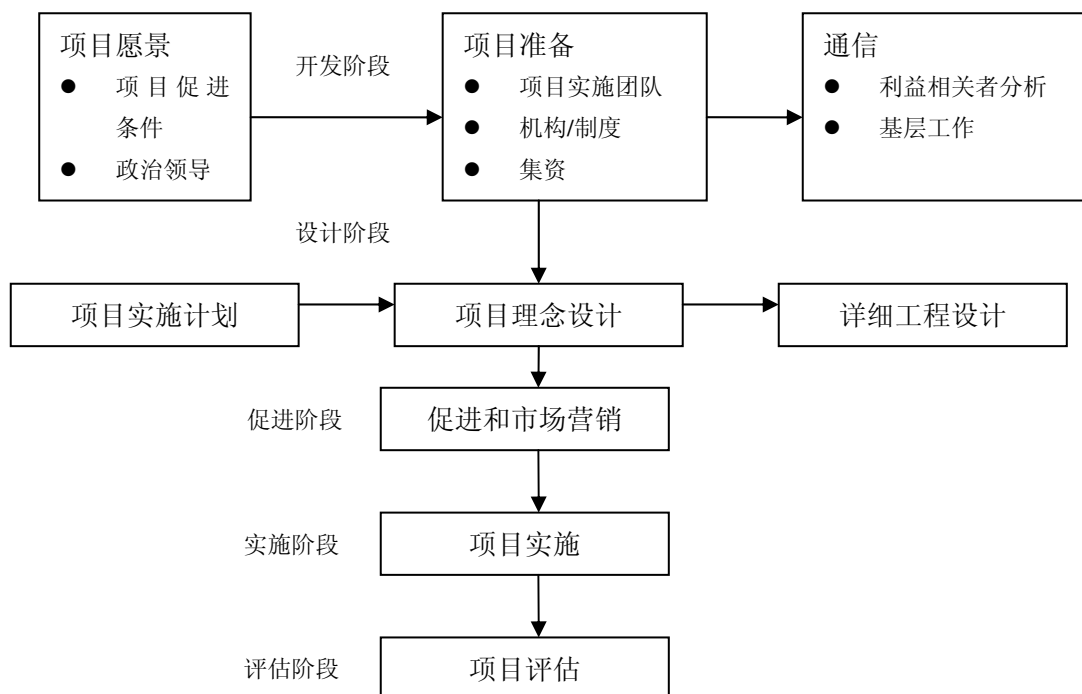 项目愿景
● 项目促进
条件
● 政治领导
开发阶段
项目准备
● 项目实施团队
● 机构/制度
● 集资
通信
● 利益相关者分析
● 基层工作
设计阶段
项目实施计划
项目理念设计
详细工程设计
促进阶段
促进和市场营销
实施阶段
项目实施
评估阶段
项目评估